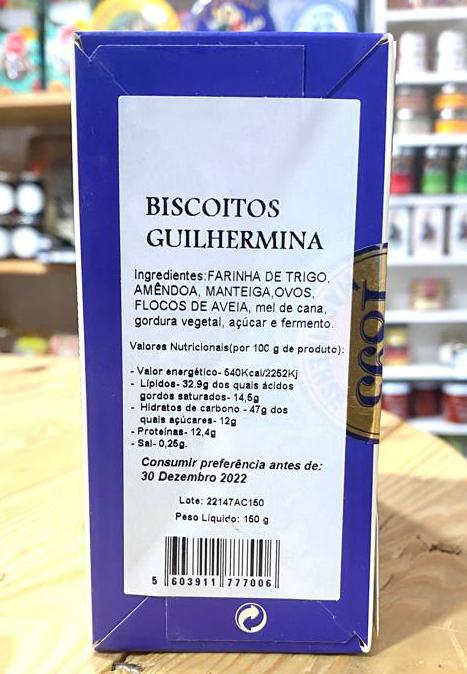 BISCOITOS
GUILHERMINA
Ingredientes:FARINHA DE TRIGO,
AMÊNDOA, MANTEIGA,OVOS,
FLOCOS DE AVEIA, mel de cana,
gordura vegetal, açúcar e fermento.
Valores Nutricionais(por 100 g de produto):
- Valor energético- 540Kcal/2252Kj
- Lípidos- 32.9g dos quais ácidos
gordos saturados- 14,5g
- Hidratos de carbono - 47g dos
quais açúcares- 12g
- Proteínas- 12,4g
- Sal- 0,25g.
Consumir preferência antes de:
30 Dezembro 2022
Lote: 22147AC150
Peso Líquido: 150 g
5 603911 777006